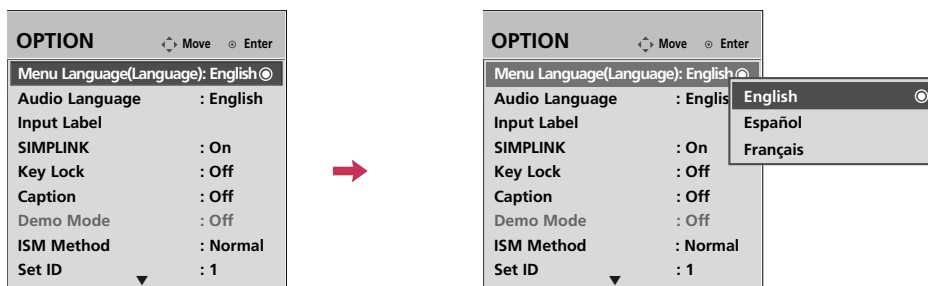 OPTION Move Enter
Menu Language(Language): English
Audio Language : English
Input Label
SIMPLINK : On
Key Lock : Off
Caption : Off
Demo Mode : Off
ISM Method : Normal
Set ID : 1
OPTION Move Enter
Menu Language(Language): English
Audio Language : Englis
Input Label
SIMPLINK : On
Key Lock : Off
Caption : Off
Demo Mode : Off
ISM Method : Normal
Set ID : 1
English
Español
Français